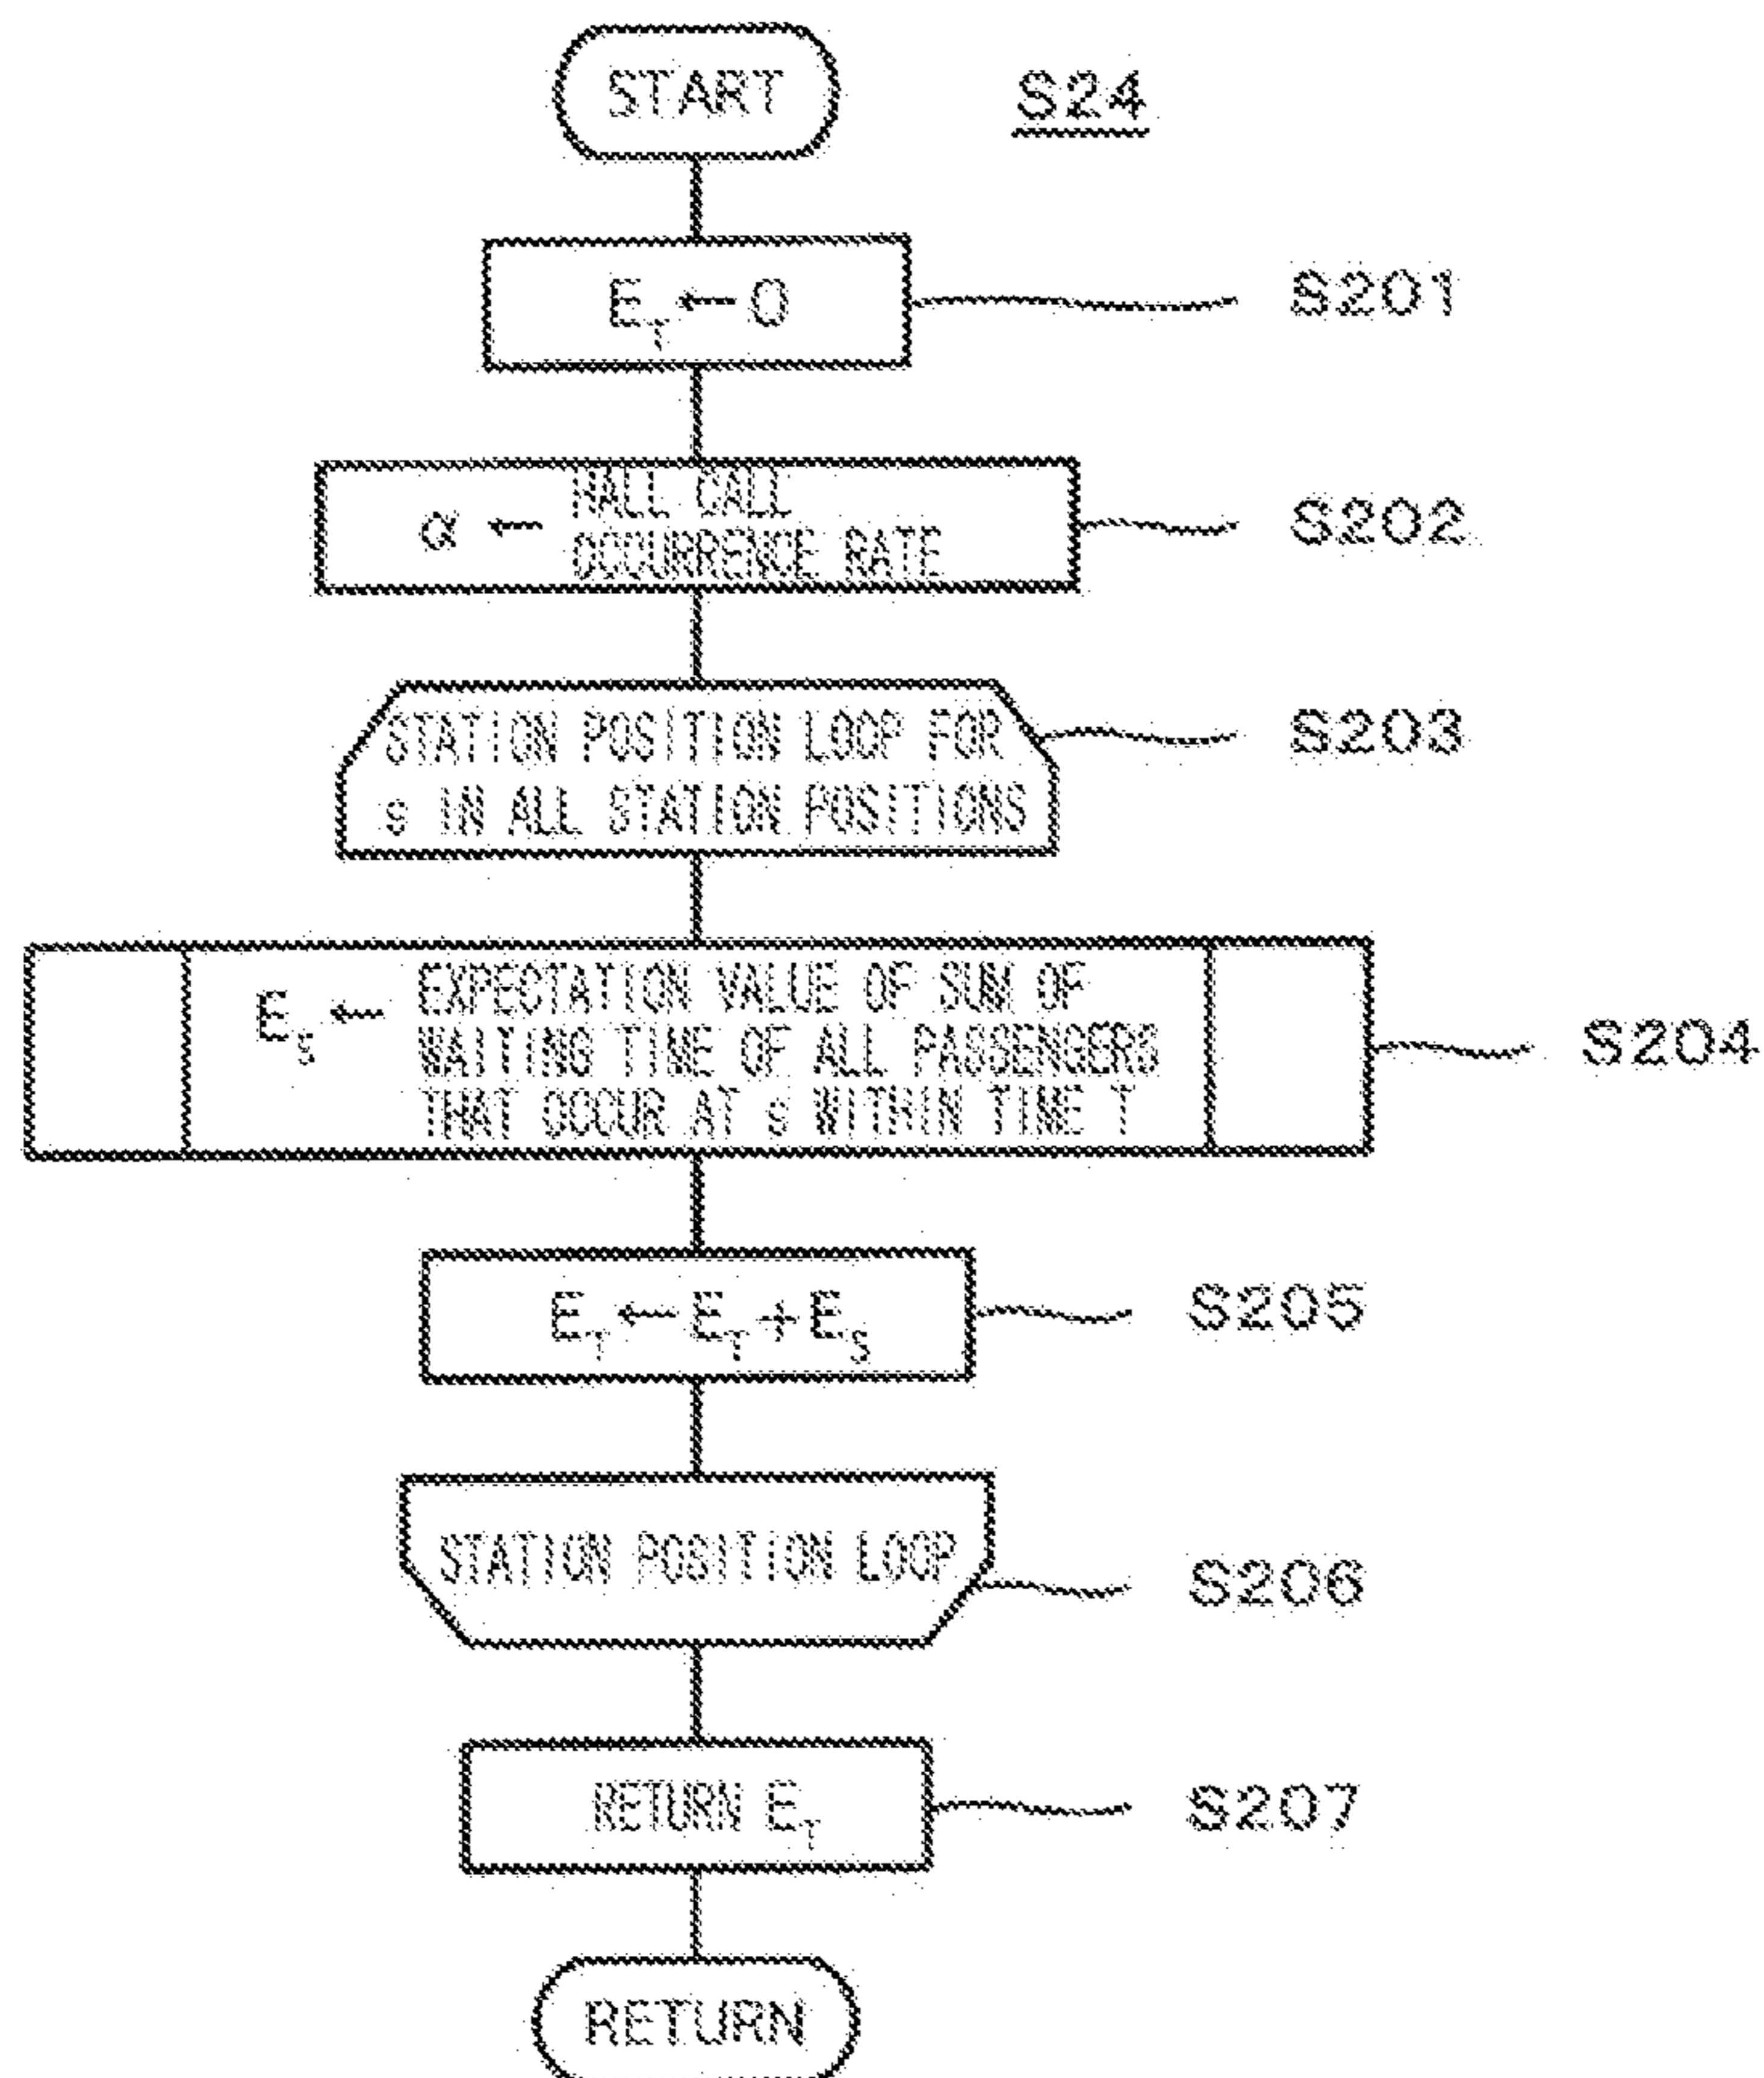 START
S24
E_T ← 0
S201
α ← HALL CALL
OCCURRENCE RATE
S202
STATION POSITION LOOP FOR
s IN ALL STATION POSITIONS
S203
E_S ← EXPECTATION VALUE OF SUM OF
WAITING TIME OF ALL PASSENGERS
THAT OCCUR AT s WITHIN TIME T
S204
E_T ← E_T + E_S
S205
STATION POSITION LOOP
S206
RETURN E_T
S207
RETURN